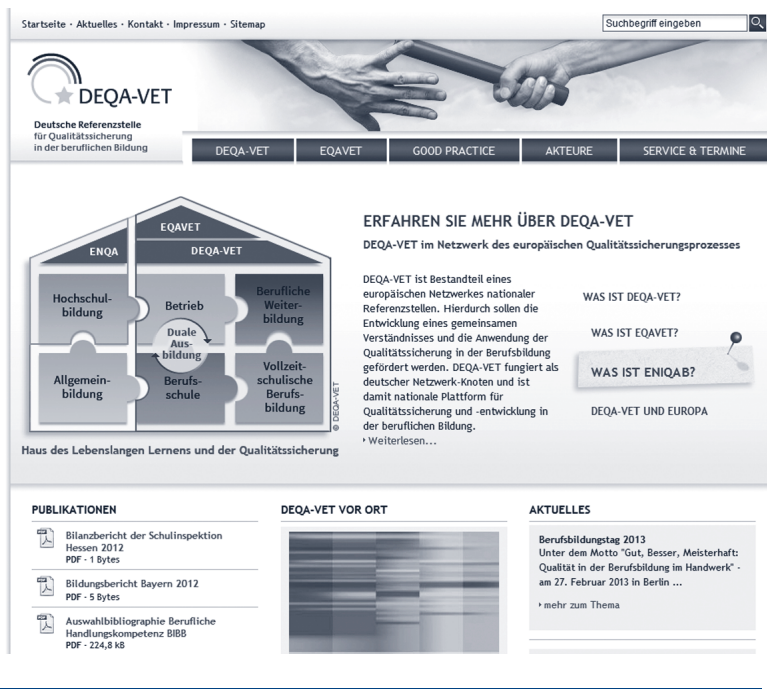 Startseite · Aktuelles · Kontakt · Impressum · Sitemap
Suchbegriff eingeben
DEQA-VET
Deutsche Referenzstelle
für Qualitätssicherung
in der beruflichen Bildung
DEQA-VET EQAVET GOOD PRACTICE AKTEURE SERVICE & TERMINE
EQAVET
ENQA DEQA-VET
Hochschul-
bildung
Betrieb
Berufliche
Weiter-
bildung
Duale
Aus-
bildung
Allgemein-
bildung
Berufs-
schule
Vollzeit-
schulische
Berufs-
bildung
© DEQA-VET
Haus des Lebenslangen Lernens und der Qualitätssicherung
ERFAHREN SIE MEHR ÜBER DEQA-VET
DEQA-VET im Netzwerk des europäischen Qualitätssicherungsprozesses
DEQA-VET ist Bestandteil eines
europäischen Netzwerkes nationaler
Referenzstellen. Hierdurch sollen die
Entwicklung eines gemeinsamen
Verständnisses und die Anwendung der
Qualitätssicherung in der Berufsbildung
gefördert werden. DEQA-VET fungiert als
deutscher Netzwerk-Knoten und ist
damit nationale Plattform für
Qualitätssicherung und -entwicklung in
der beruflichen Bildung.
Weiterlesen...
WAS IST DEQA-VET?
WAS IST EQAVET?
WAS IST ENIQAB?
DEQA-VET UND EUROPA
PUBLIKATIONEN
Bilanzbericht der Schulinspektion
Hessen 2012
PDF - 1 Bytes
Bildungsbericht Bayern 2012
PDF - 5 Bytes
Auswahlbibliographie Berufliche
Handlungskompetenz BIBB
PDF - 224,8 kB
DEQA-VET VOR ORT
AKTUELLES
Berufsbildungstag 2013
Unter dem Motto "Gut, Besser, Meisterhaft:
Qualität in der Berufsbildung im Handwerk" -
am 27. Februar 2013 in Berlin ...
mehr zum Thema